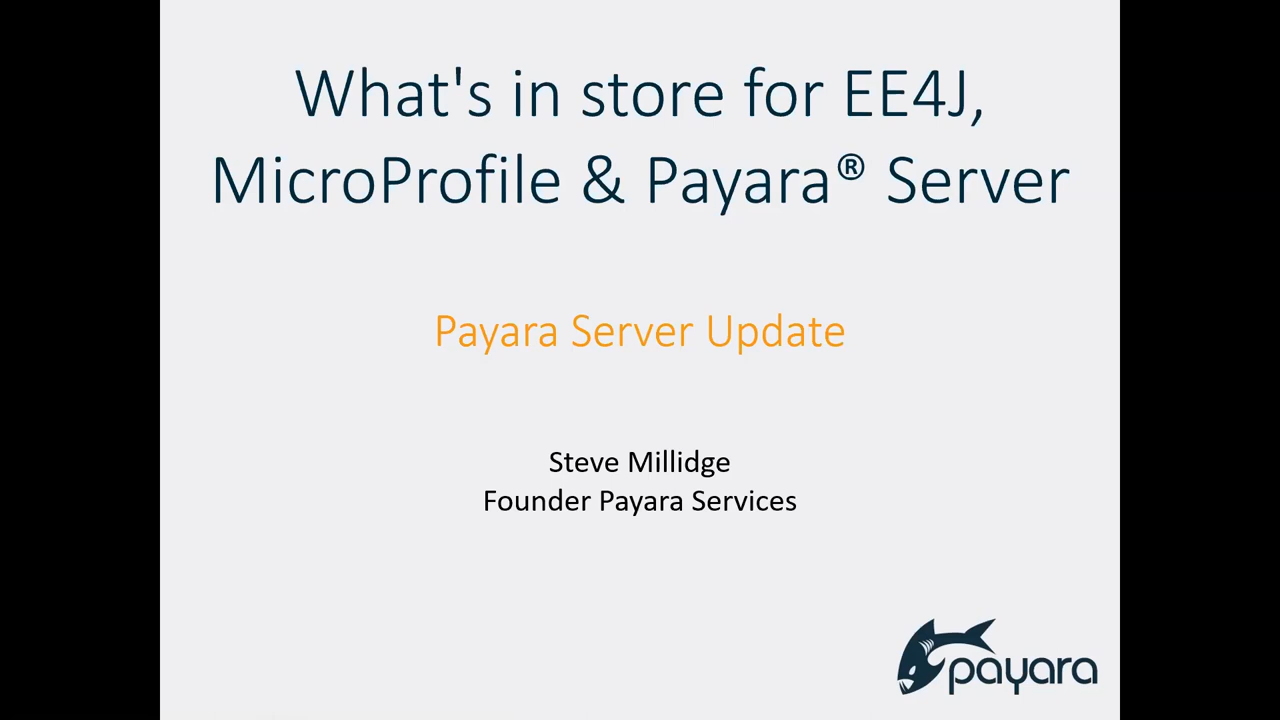 What's in store for EE4J,
MicroProfile & Payara® Server
Payara Server Update
Steve Millidge
Founder Payara Services
payara